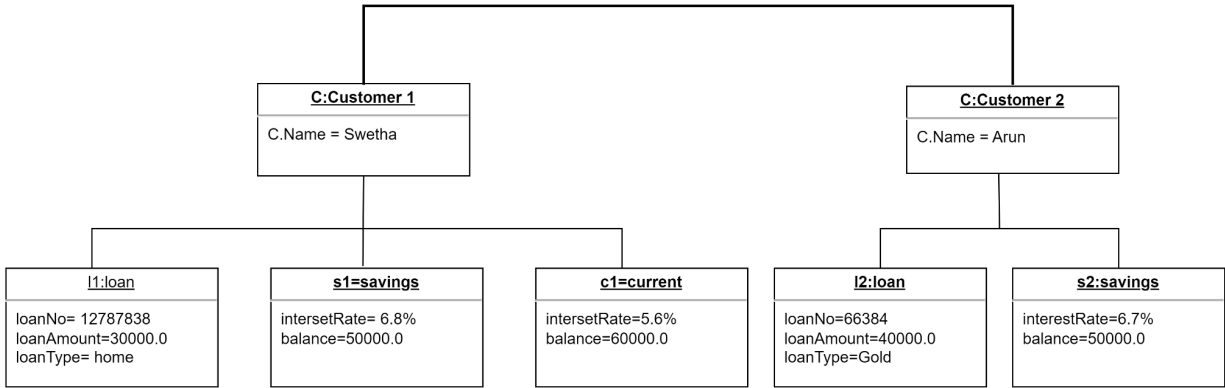 C:Customer 1
C.Name = Swetha
C:Customer 2
C.Name = Arun
l1:loan
loanNo= 12787838
loanAmount=30000.0
loanType= home
s1=savings
intersetRate= 6.8%
balance=50000.0
c1=current
intersetRate=5.6%
balance=60000.0
l2:loan
loanNo=66384
loanAmount=40000.0
loanType=Gold
s2:savings
interestRate=6.7%
balance=50000.0